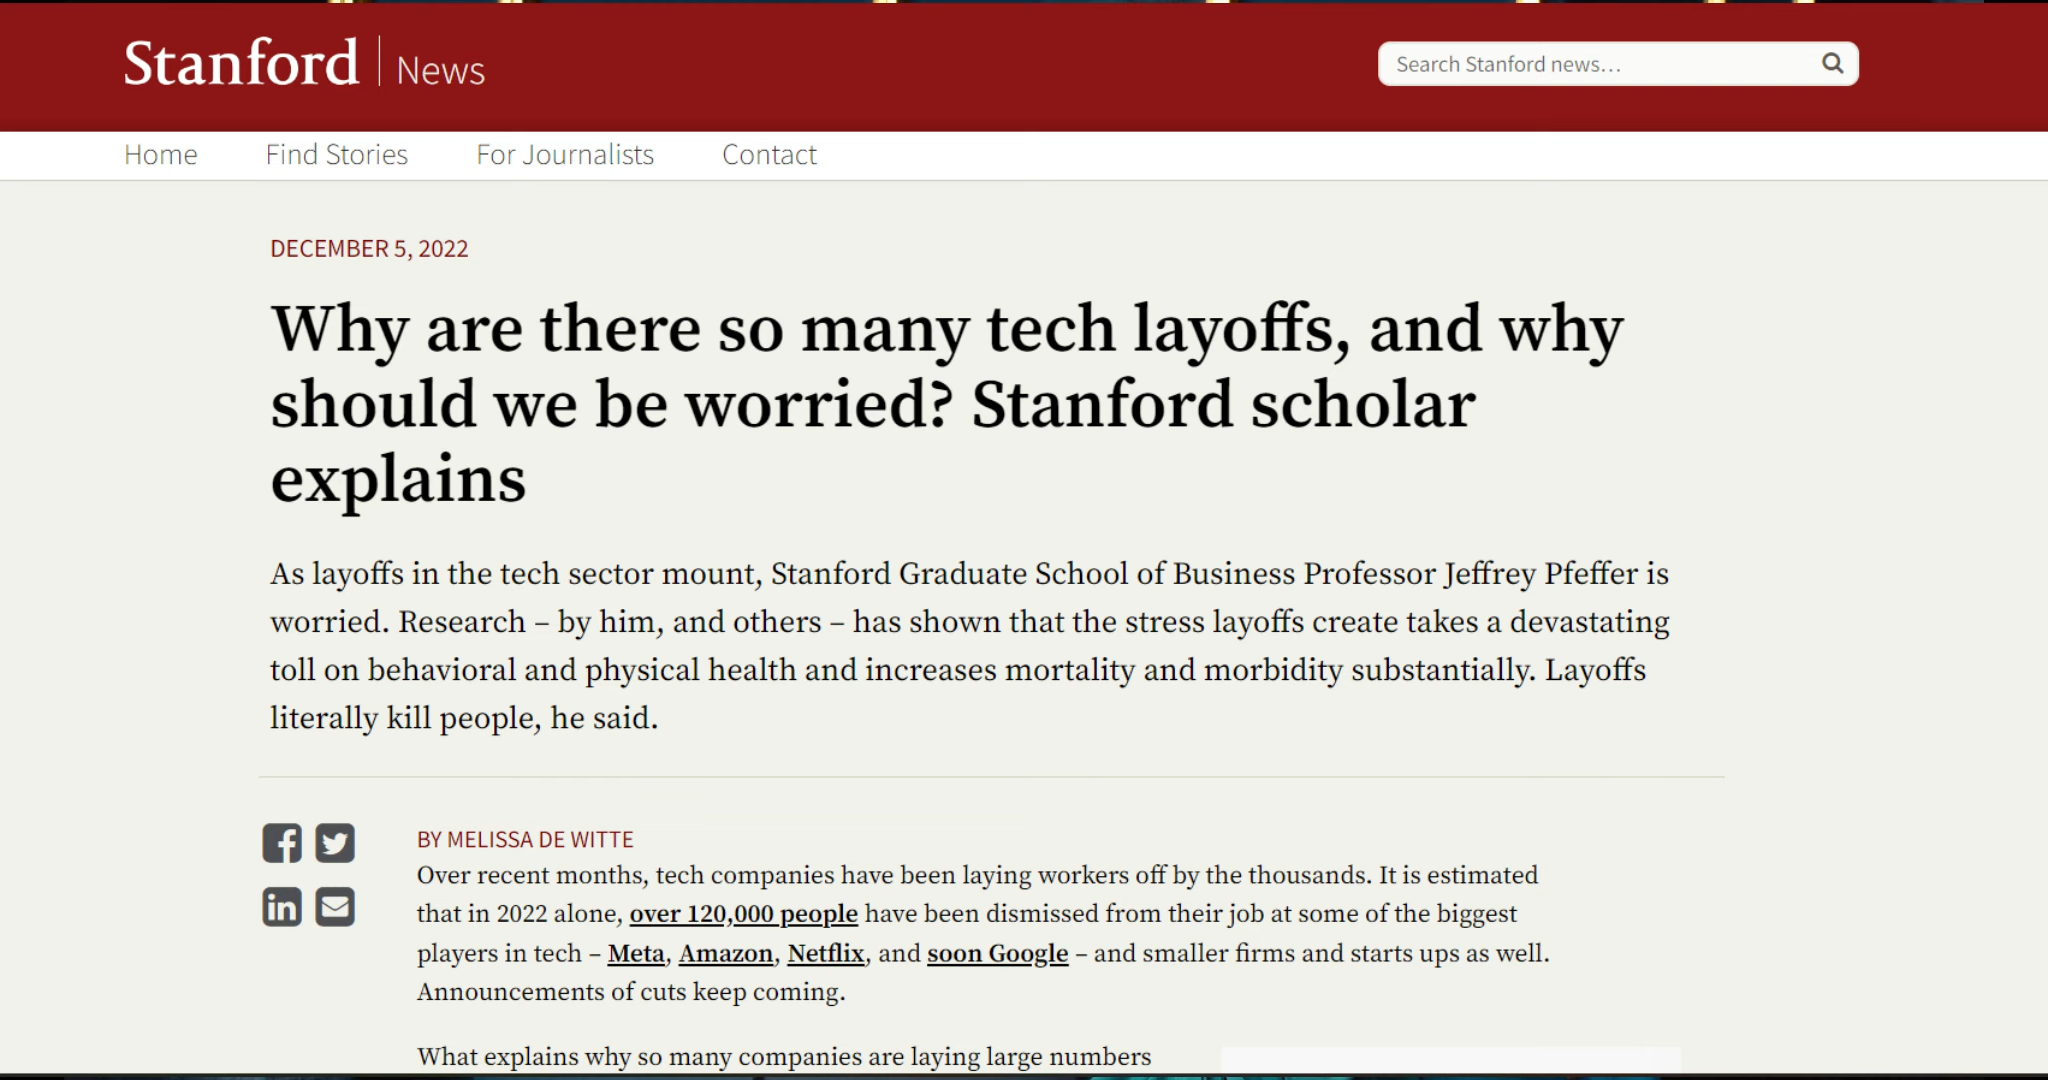 Stanford News
Search Stanford news...
Home Find Stories For Journalists Contact
DECEMBER 5, 2022
Why are there so many tech layoffs, and why
should we be worried? Stanford scholar
explains
As layoffs in the tech sector mount, Stanford Graduate School of Business Professor Jeffrey Pfeffer is
worried. Research – by him, and others – has shown that the stress layoffs create takes a devastating
toll on behavioral and physical health and increases mortality and morbidity substantially. Layoffs
literally kill people, he said.
BY MELISSA DE WITTE
Over recent months, tech companies have been laying workers off by the thousands. It is estimated
that in 2022 alone, over 120,000 people have been dismissed from their job at some of the biggest
players in tech – Meta, Amazon, Netflix, and soon Google – and smaller firms and starts ups as well.
Announcements of cuts keep coming.
What explains why so many companies are laying large numbers